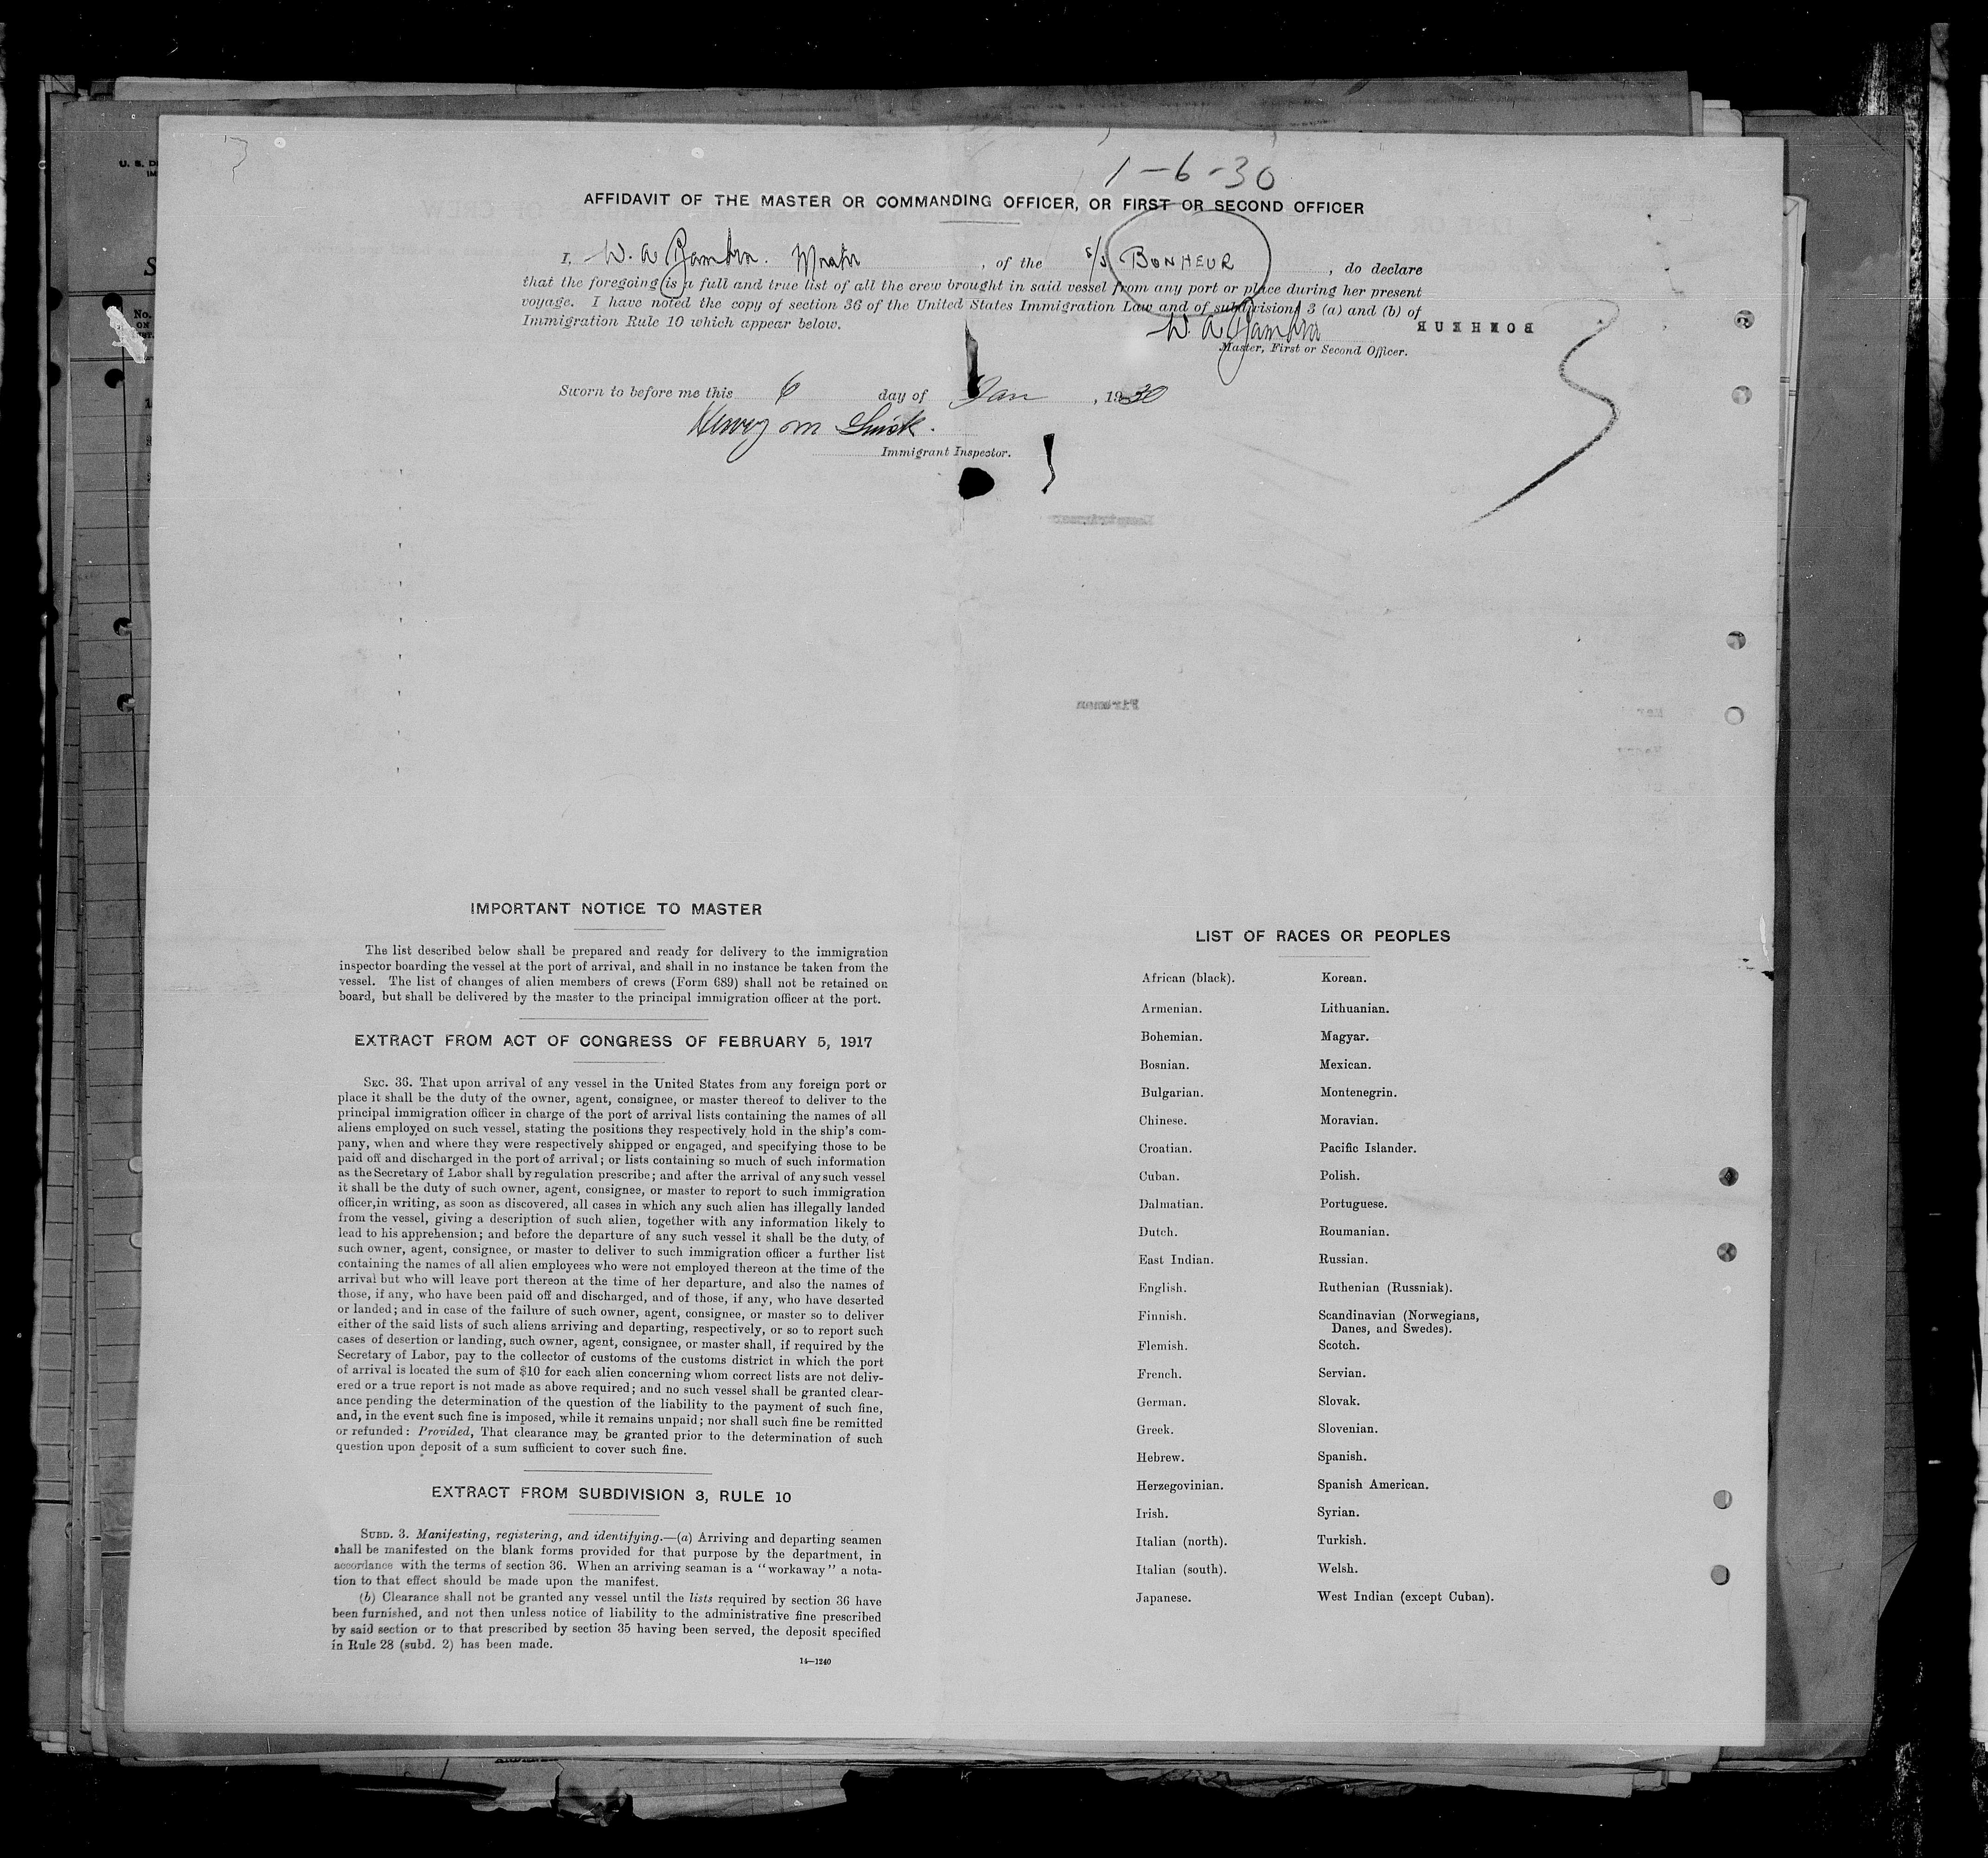 1-6-30
AFFIDAVIT OF THE MASTER OR COMMANDING OFFICER, OR FIRST OR SECOND OFFICER
I, W. A. Master, of the s/s BONHEUR, do declare
that the foregoing is a full and true list of all the crew brought in said vessel from any port or place during her present
voyage. I have noted the copy of section 36 of the United States Immigration Law and of subdivisions 3 (a) and (b) of
Immigration Rule 10 which appear below.
W A
BONHEUR
Master, First or Second Officer.
Sworn to before me this 6 day of Jan, 1930
Henry M
Immigrant Inspector.
Fireman
IMPORTANT NOTICE TO MASTER
The list described below shall be prepared and ready for delivery to the immigration
inspector boarding the vessel at the port of arrival, and shall in no instance be taken from the
vessel. The list of changes of alien members of crews (Form 689) shall not be retained on
board, but shall be delivered by the master to the principal immigration officer at the port.
EXTRACT FROM ACT OF CONGRESS OF FEBRUARY 5, 1917
SEC. 36. That upon arrival of any vessel in the United States from any foreign port or
place it shall be the duty of the owner, agent, consignee, or master thereof to deliver to the
principal immigration officer in charge of the port of arrival lists containing the names of all
aliens employed on such vessel, stating the positions they respectively hold in the ship's com-
pany, when and where they were respectively shipped or engaged, and specifying those to be
paid off and discharged in the port of arrival; or lists containing so much of such information
as the Secretary of Labor shall by regulation prescribe; and after the arrival of any such vessel
it shall be the duty of such owner, agent, consignee, or master to report to such immigration
officer, in writing, as soon as discovered, all cases in which any such alien has illegally landed
from the vessel, giving a description of such alien, together with any information likely to
lead to his apprehension; and before the departure of any such vessel it shall be the duty of
such owner, agent, consignee, or master to deliver to such immigration officer a further list
containing the names of all alien employees who were not employed thereon at the time of the
arrival but who will leave port thereon at the time of her departure, and also the names of
those, if any, who have been paid off and discharged, and of those, if any, who have deserted
or landed; and in case of the failure of such owner, agent, consignee, or master so to deliver
either of the said lists of such aliens arriving and departing, respectively, or so to report such
cases of desertion or landing, such owner, agent, consignee, or master shall, if required by the
Secretary of Labor, pay to the collector of customs of the customs district in which the port
of arrival is located the sum of $10 for each alien concerning whom correct lists are not deliv-
ered or a true report is not made as above required; and no such vessel shall be granted clear-
ance pending the determination of the question of the liability to the payment of such fine,
and, in the event such fine is imposed, while it remains unpaid; nor shall such fine be remitted
or refunded: Provided, That clearance may be granted prior to the determination of such
question upon deposit of a sum sufficient to cover such fine.
EXTRACT FROM SUBDIVISION 3, RULE 10
SUBD. 3. Manifesting, registering, and identifying.—(a) Arriving and departing seamen
shall be manifested on the blank forms provided for that purpose by the department, in
accordance with the terms of section 36. When an arriving seaman is a "workaway" a nota-
tion to that effect should be made upon the manifest.
(b) Clearance shall not be granted any vessel until the lists required by section 36 have
been furnished, and not then unless notice of liability to the administrative fine prescribed
by said section or to that prescribed by section 35 having been served, the deposit specified
in Rule 28 (subd. 2) has been made.
14—1240
LIST OF RACES OR PEOPLES
African (black). Korean.
Armenian. Lithuanian.
Bohemian. Magyar.
Bosnian. Mexican.
Bulgarian. Montenegrin.
Chinese. Moravian.
Croatian. Pacific Islander.
Cuban. Polish.
Dalmatian. Portuguese.
Dutch. Roumanian.
East Indian. Russian.
English. Ruthenian (Russniak).
Finnish. Scandinavian (Norwegians,
Danes, and Swedes).
Flemish. Scotch.
French. Servian.
German. Slovak.
Greek. Slovenian.
Hebrew. Spanish.
Herzegovinian. Spanish American.
Irish. Syrian.
Italian (north). Turkish.
Italian (south). Welsh.
Japanese. West Indian (except Cuban).